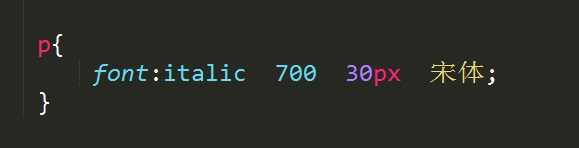 p{
font:italic 700 30px 宋体;
}